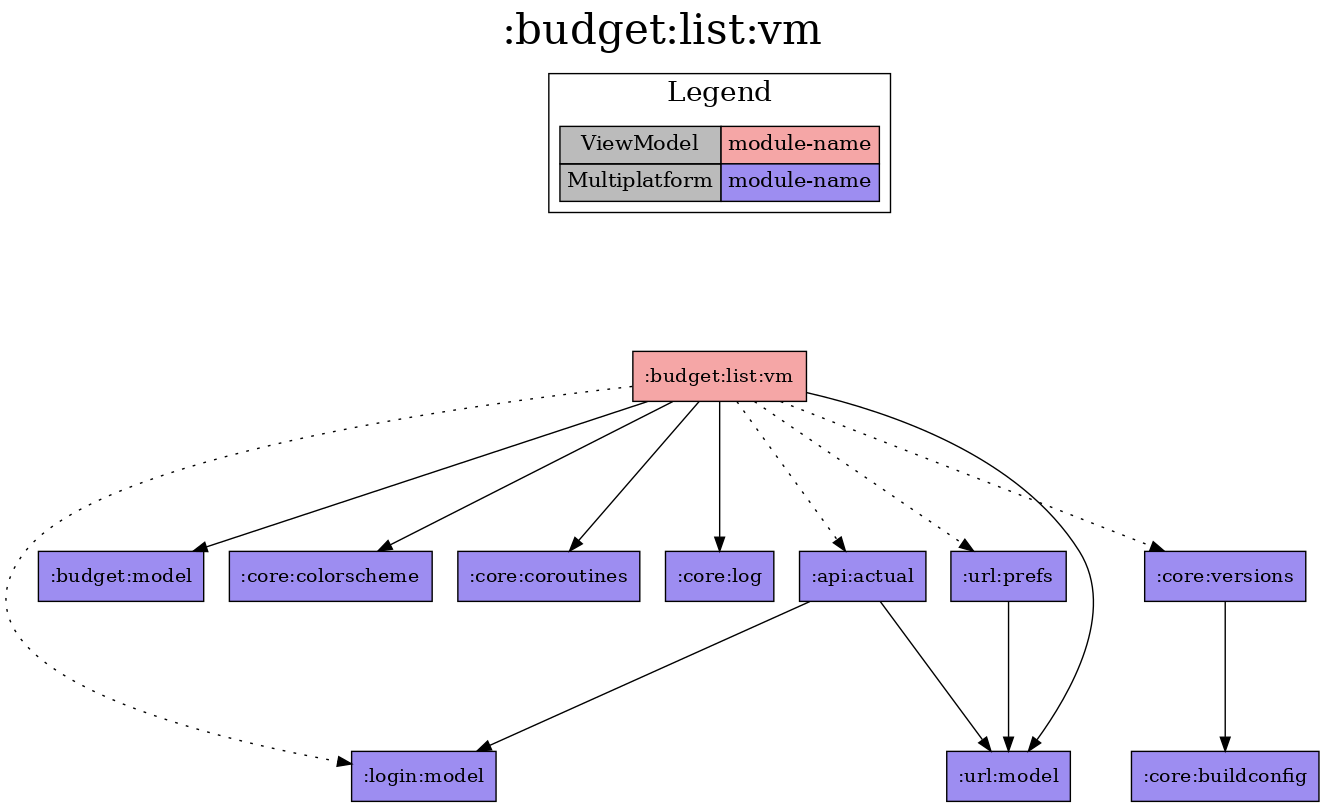 :budget:list:vm
Legend
ViewModel module-name
Multiplatform module-name
:budget:list:vm
:budget:model :core:colorscheme :core:coroutines :core:log :api:actual :url:prefs :core:versions
:login:model :url:model :core:buildconfig